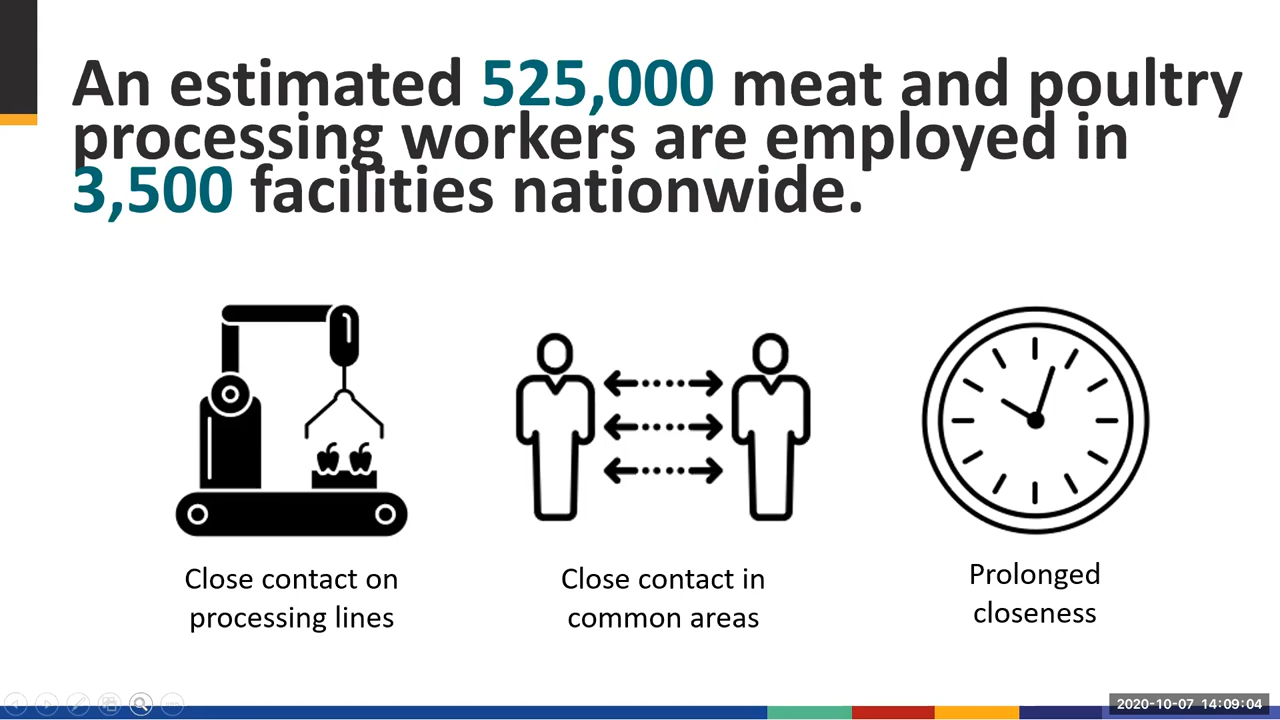 An estimated 525,000 meat and poultry
processing workers are employed in
3,500 facilities nationwide.
Close contact on
processing lines
Close contact in
common areas
Prolonged
closeness
2020-10-07 14:09:04